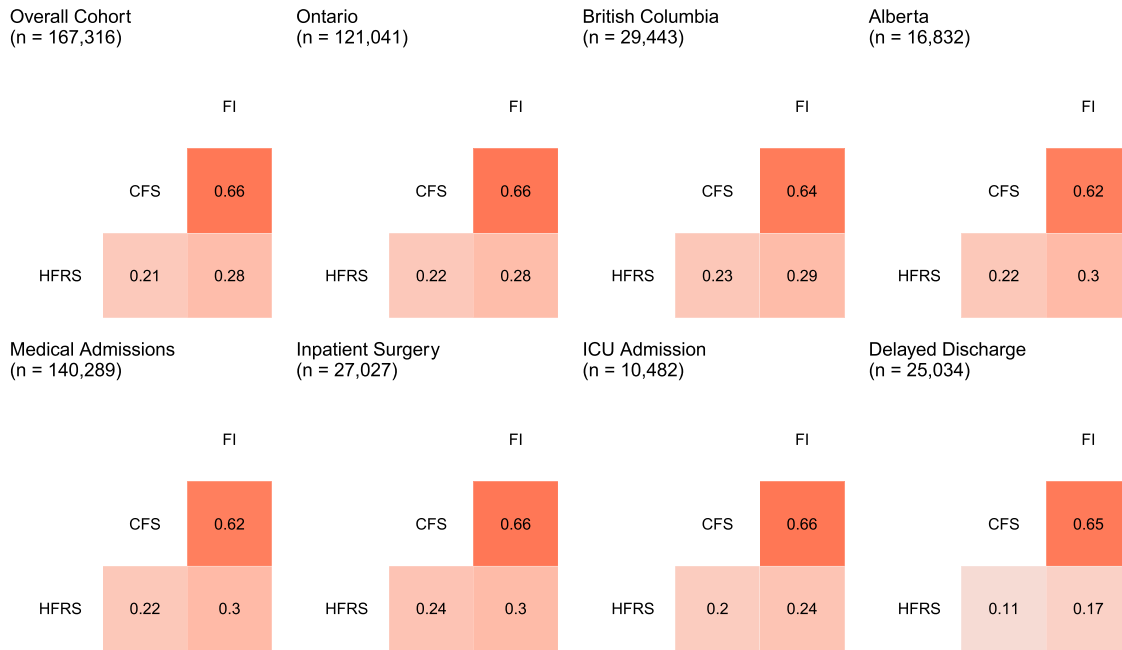 Overall Cohort
(n = 167,316)
FI
CFS
0.66
HFRS
0.21
0.28
Ontario
(n = 121,041)
FI
CFS
0.66
HFRS
0.22
0.28
British Columbia
(n = 29,443)
FI
CFS
0.64
HFRS
0.23
0.29
Alberta
(n = 16,832)
FI
CFS
0.62
HFRS
0.22
0.3
Medical Admissions
(n = 140,289)
FI
CFS
0.62
HFRS
0.22
0.3
Inpatient Surgery
(n = 27,027)
FI
CFS
0.66
HFRS
0.24
0.3
ICU Admission
(n = 10,482)
FI
CFS
0.66
HFRS
0.2
0.24
Delayed Discharge
(n = 25,034)
FI
CFS
0.65
HFRS
0.11
0.17